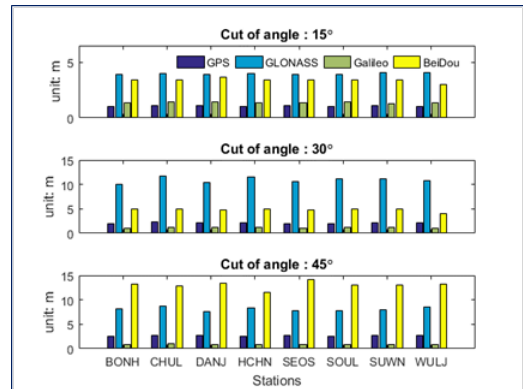 Cut of angle : 15°
GPS GLONASS Galileo BeiDou
5
0
unit: m
Cut of angle : 30°
15
10
5
0
unit: m
Cut of angle : 45°
15
10
5
0
unit: m
BONH CHUL DANJ HCHN SEOS SOUL SUWN WULJ
Stations